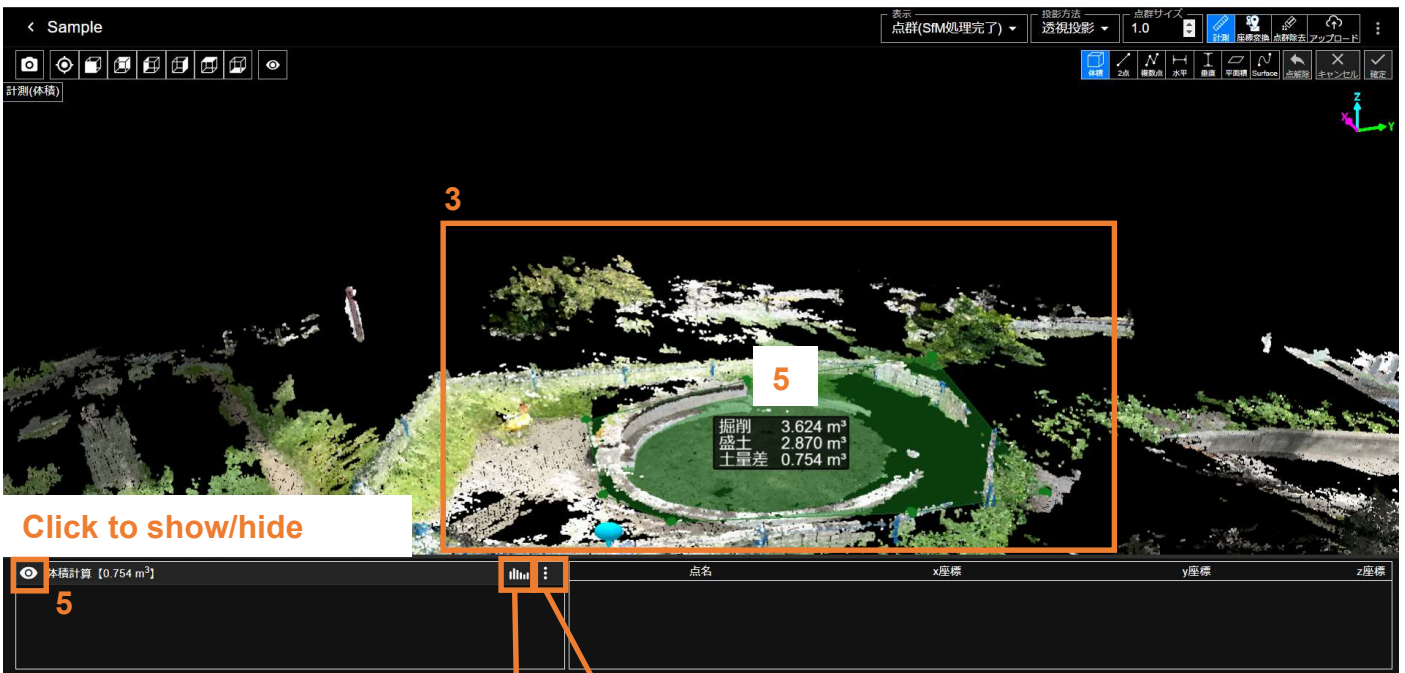 Sample
表示
点群(SfM処理完了)
投影方法
透視投影
点群サイズ
1.0
計測
座標変換
点群除去
アップロード
体積
2点
複数点
水平
垂直
平面積
Surface
点解除
キャンセル
確定
計測(体積)
Z
X
Y
3
5
掘削 3.624 m³
盛土 2.870 m³
土量差 0.754 m³
Click to show/hide
体積計算【0.754 m³】
5
点名 x座標 y座標 z座標